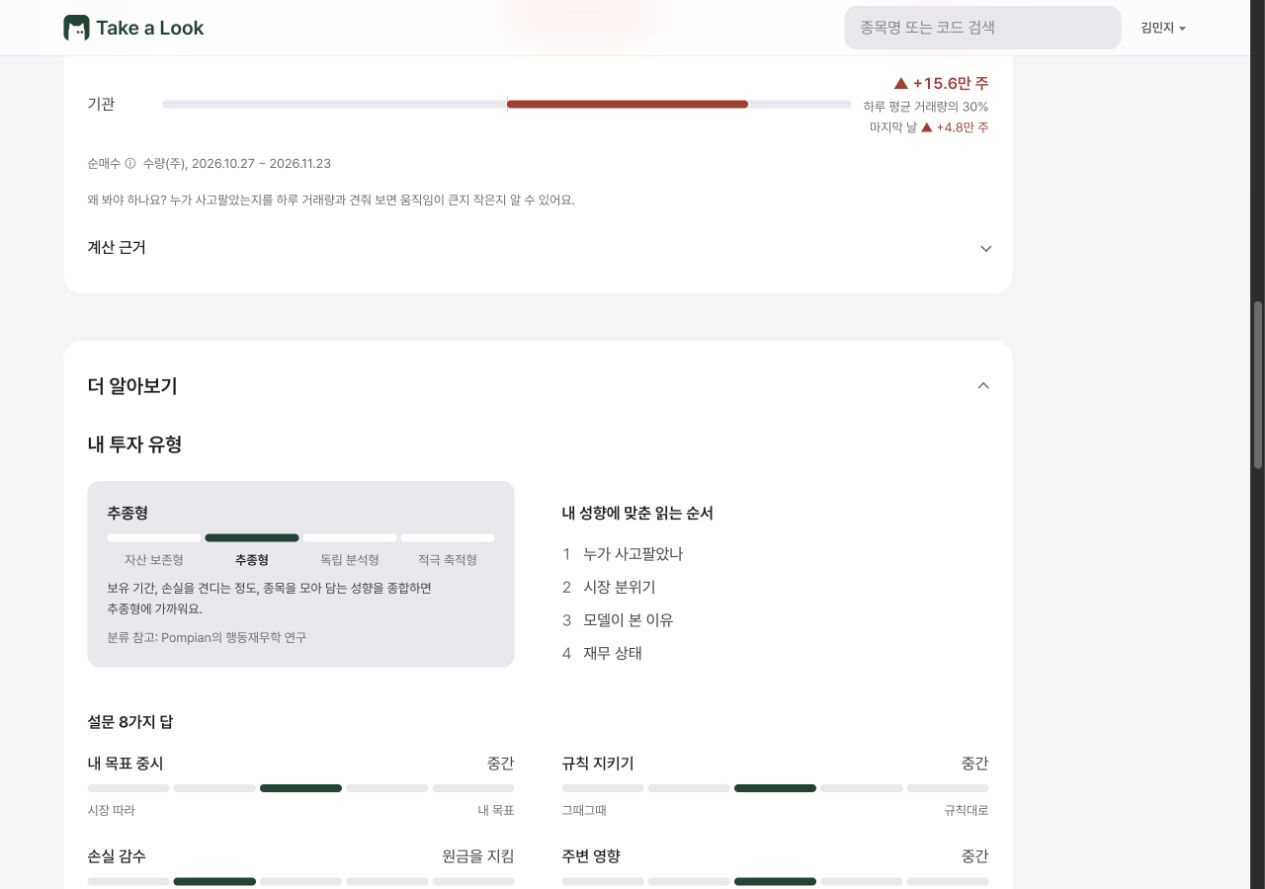 Take a Look
종목명 또는 코드 검색
김민지
기관
▲ +15.6만 주
하루 평균 거래량의 30%
마지막 날 ▲ +4.8만 주
순매수 ⓘ 수량(주), 2026.10.27 ~ 2026.11.23
왜 봐야 하나요? 누가 사고팔았는지를 하루 거래량과 견줘 보면 움직임이 큰지 작은지 알 수 있어요.
계산 근거
더 알아보기
내 투자 유형
추종형
자산 보존형 추종형 독립 분석형 적극 축적형
보유 기간, 손실을 견디는 정도, 종목을 모아 담는 성향을 종합하면
추종형에 가까워요.
분류 참고: Pompian의 행동재무학 연구
내 성향에 맞춘 읽는 순서
1 누가 사고팔았나
2 시장 분위기
3 모델이 본 이유
4 재무 상태
설문 8가지 답
내 목표 중시 중간
시장 따라 내 목표
규칙 지키기 중간
그때그때 규칙대로
손실 감수 원금을 지킴
주변 영향 중간